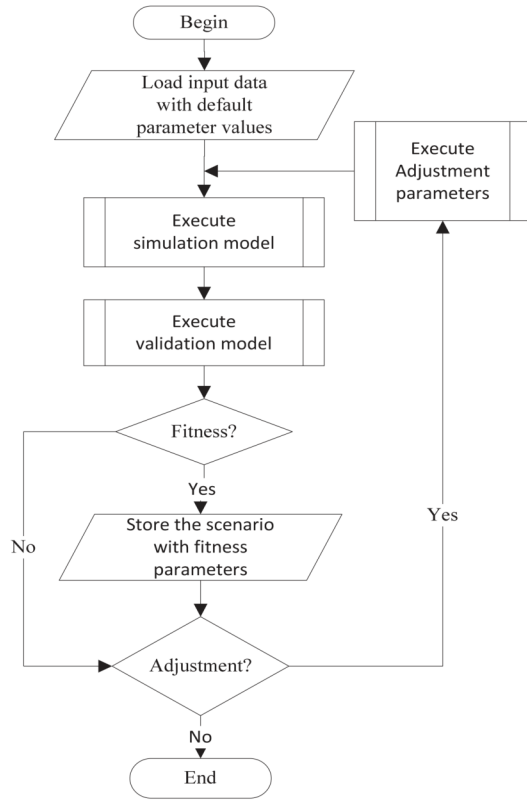 Begin
Load input data
with default
parameter values
Execute
Adjustment
parameters
Execute
simulation model
Execute
validation model
Fitness?
Yes
No
Store the scenario
with fitness
parameters
Yes
Adjustment?
No
End